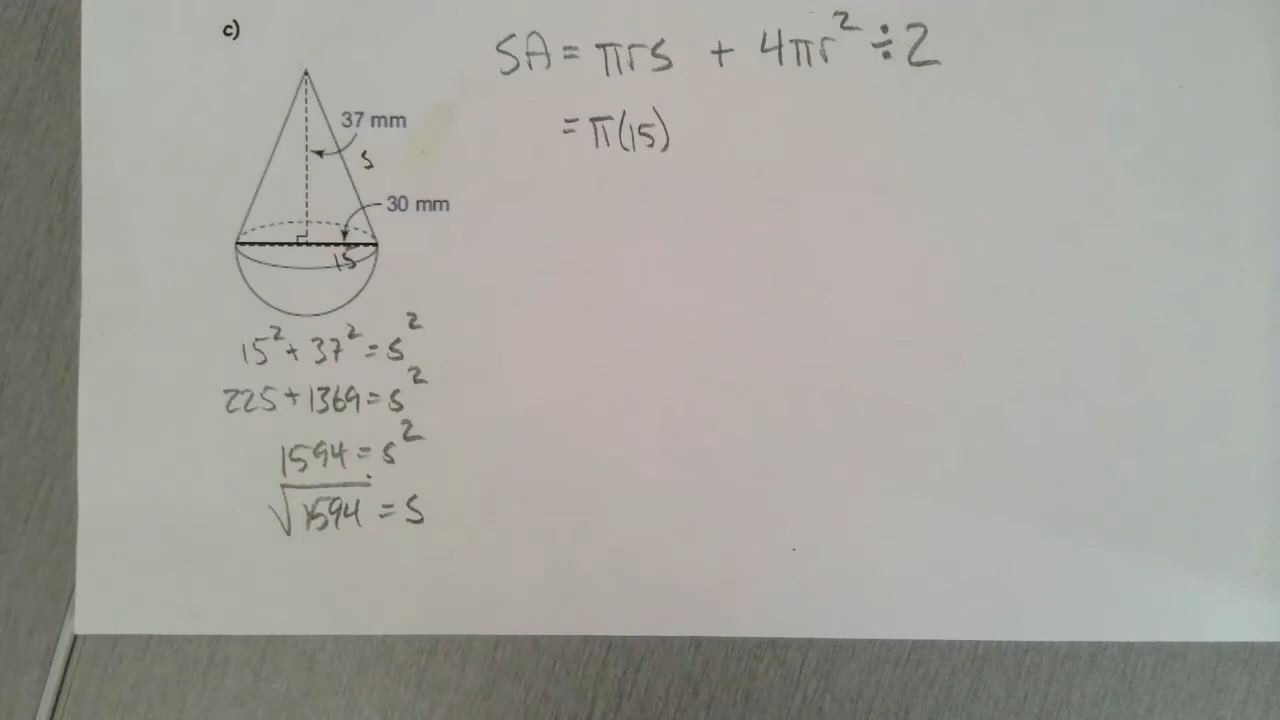 c)
SA = πrs + 4πr² ÷ 2
= π(15)
37 mm
s
30 mm
15
15² + 37² = s²
225 + 1369 = s²
1594 = s²
√1594 = s